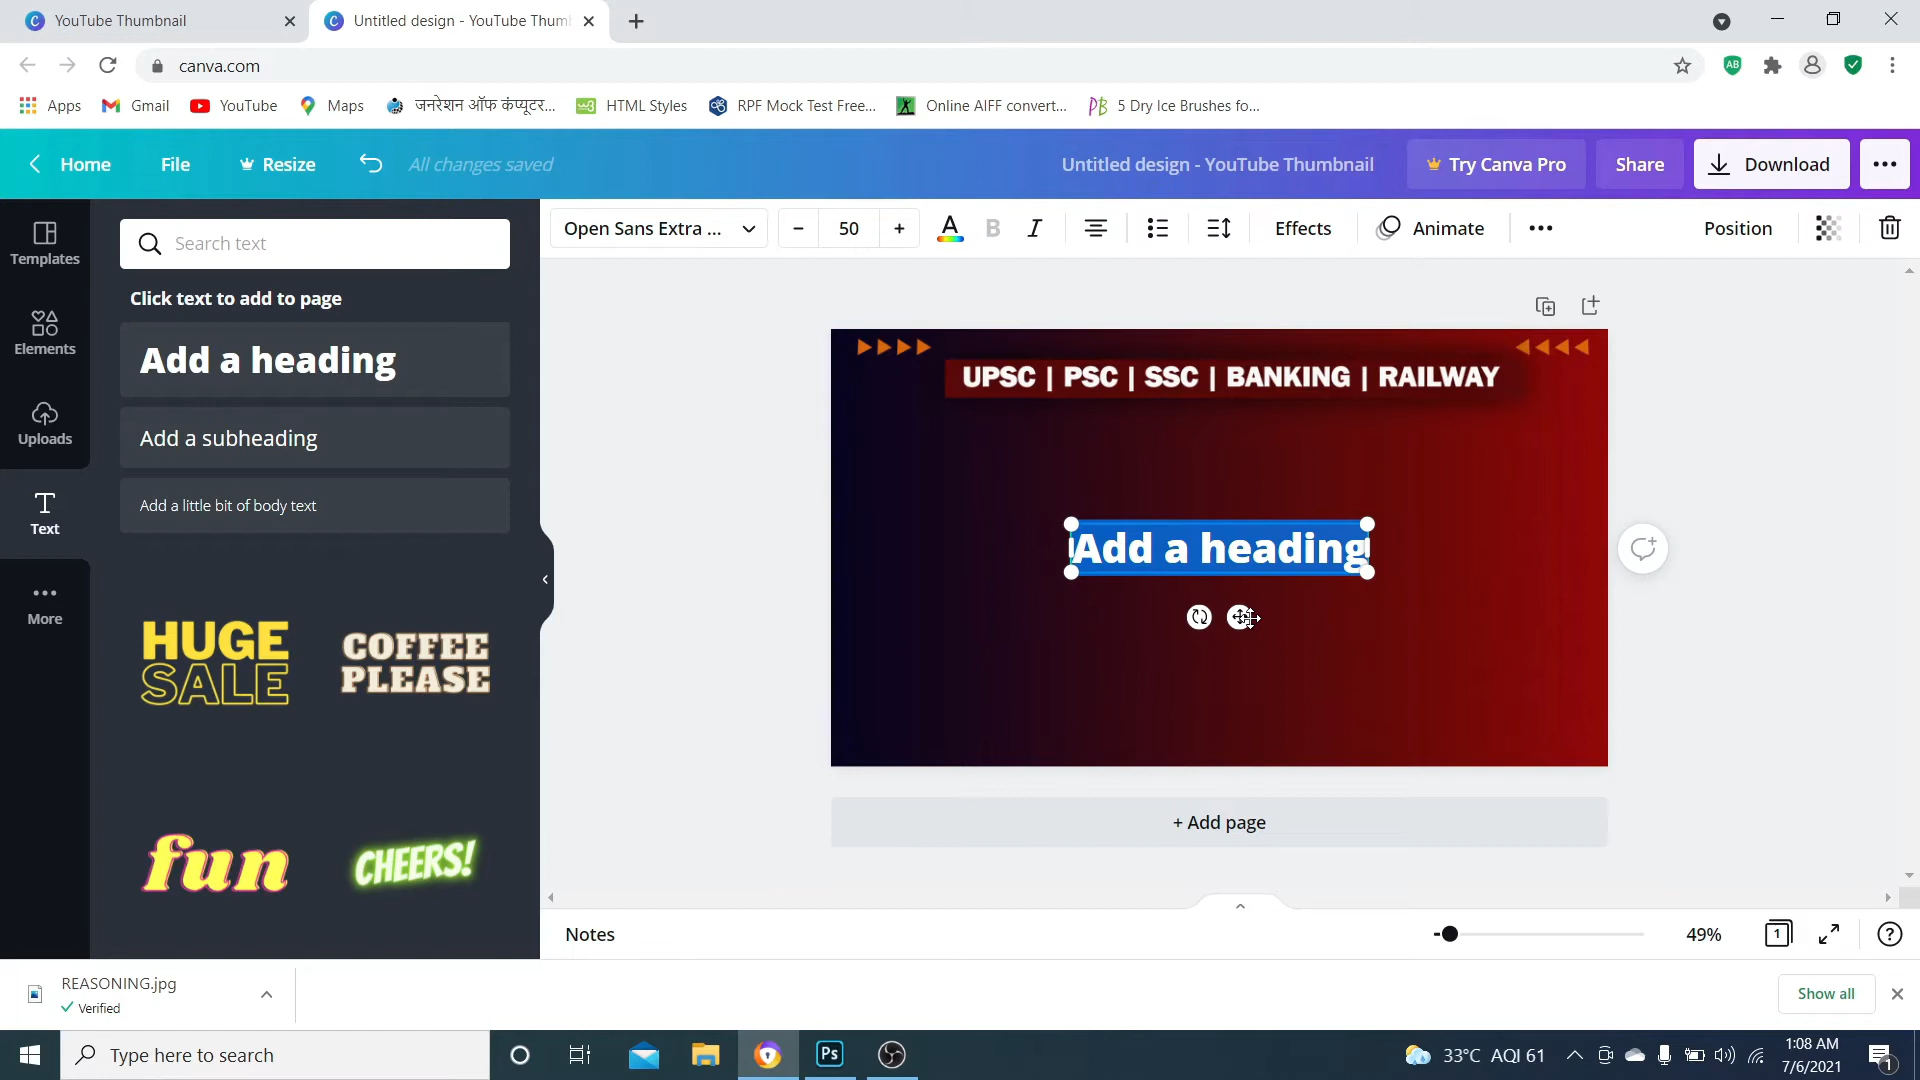 YouTube Thumbnail
Untitled design - YouTube Thum
canva.com
Apps
Gmail
YouTube
Maps
जनरेशन ऑफ कंप्यूटर...
HTML Styles
RPF Mock Test Free...
Online AIFF convert...
5 Dry Ice Brushes fo...
Home
File
Resize
All changes saved
Untitled design - YouTube Thumbnail
Try Canva Pro
Share
Download
Templates
Elements
Uploads
Text
More
Search text
Click text to add to page
Add a heading
Add a subheading
Add a little bit of body text
HUGE
SALE
COFFEE
PLEASE
fun
CHEERS!
Open Sans Extra ...
50
Effects
Animate
Position
UPSC | PSC | SSC | BANKING | RAILWAY
Add a heading
+ Add page
Notes
49%
1
REASONING.jpg
Verified
Show all
Type here to search
33°C AQI 61
1:08 AM
7/6/2021
1